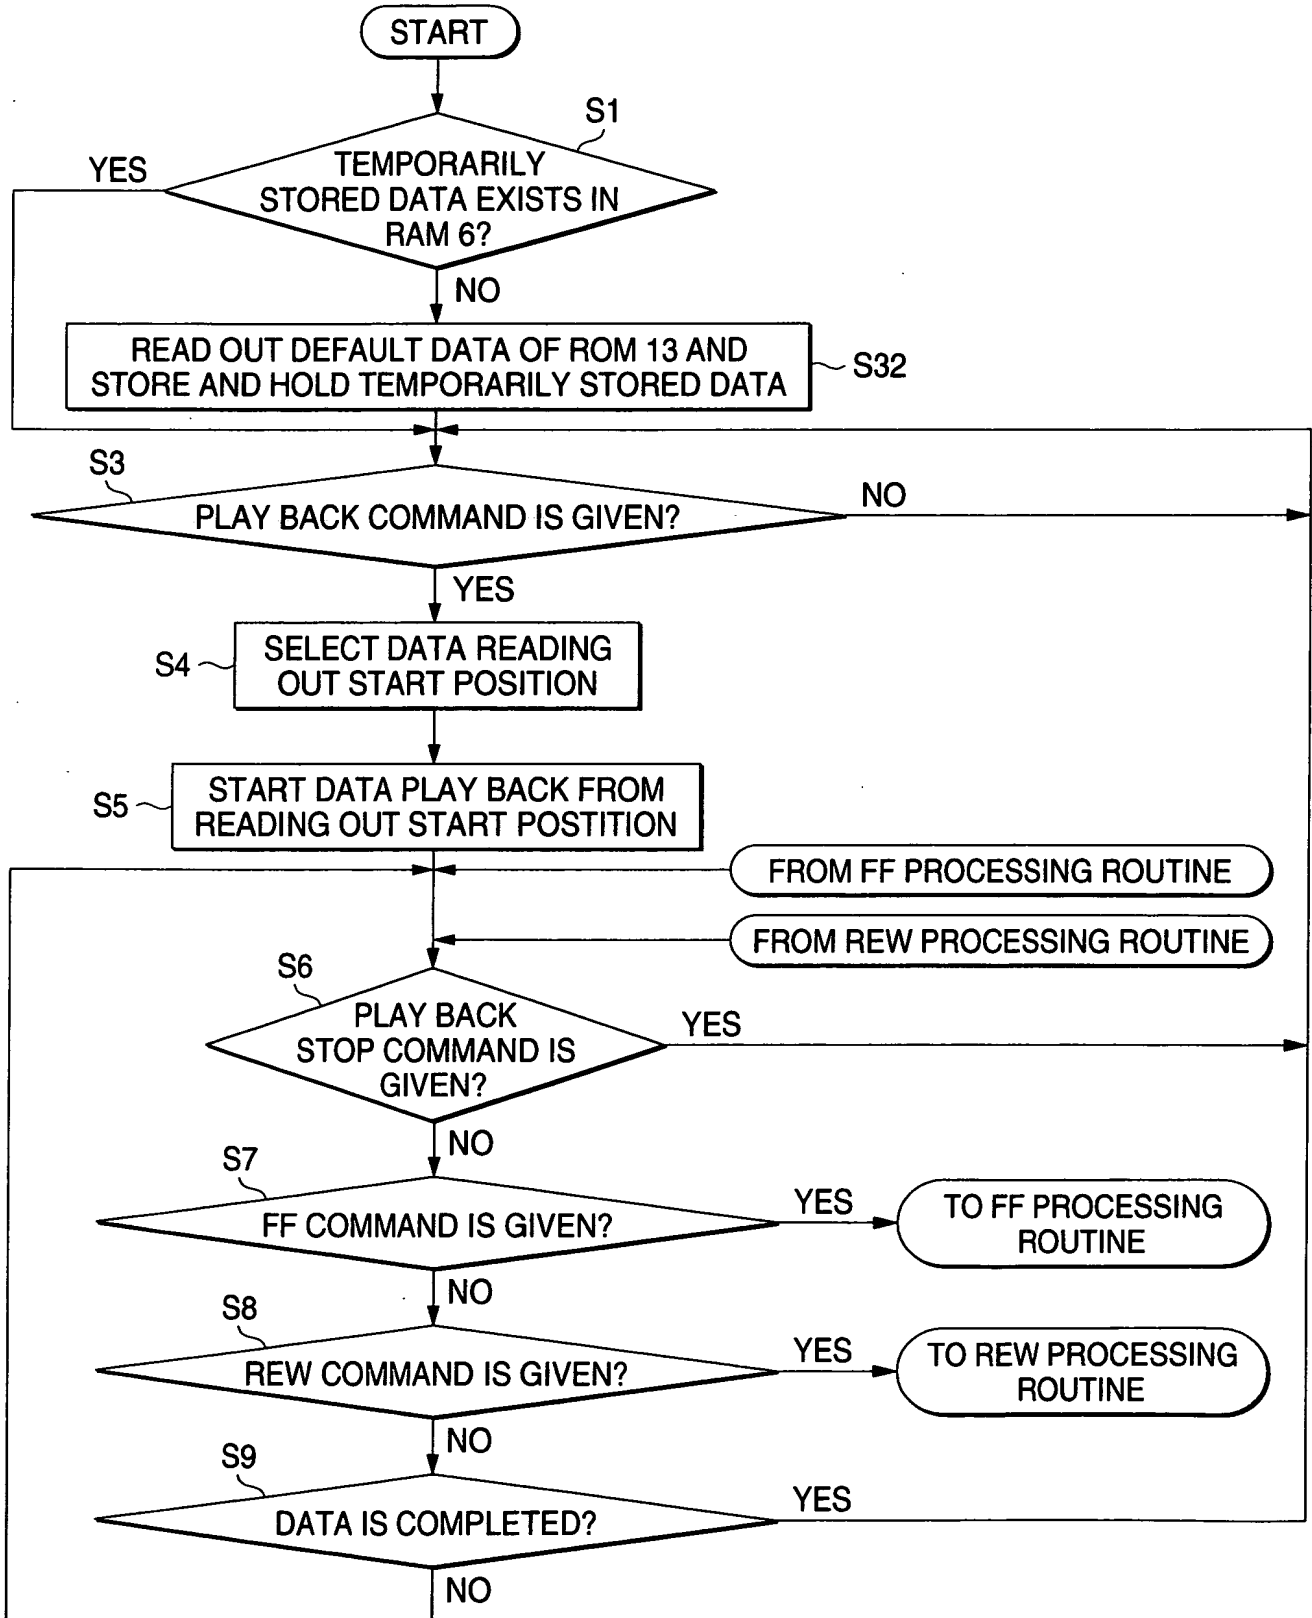 START
S1
YES
TEMPORARILY
STORED DATA EXISTS IN
RAM 6?
NO
READ OUT DEFAULT DATA OF ROM 13 AND
STORE AND HOLD TEMPORARILY STORED DATA
S32
S3
NO
PLAY BACK COMMAND IS GIVEN?
YES
S4
SELECT DATA READING
OUT START POSITION
S5
START DATA PLAY BACK FROM
READING OUT START POSTITION
FROM FF PROCESSING ROUTINE
FROM REW PROCESSING ROUTINE
S6
PLAY BACK
STOP COMMAND IS
GIVEN?
YES
NO
S7
FF COMMAND IS GIVEN?
YES
TO FF PROCESSING
ROUTINE
NO
S8
REW COMMAND IS GIVEN?
YES
TO REW PROCESSING
ROUTINE
NO
S9
DATA IS COMPLETED?
YES
NO